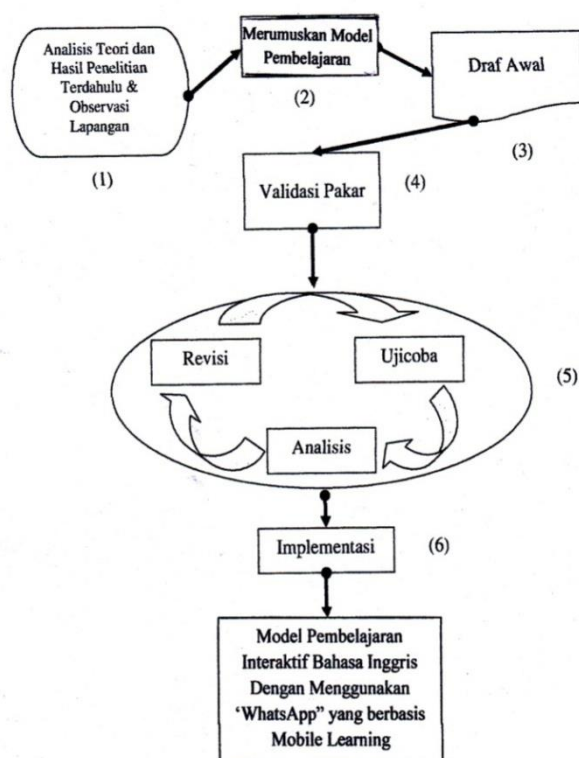 Analisis Teori dan
Hasil Penelitian
Terdahulu &
Observasi
Lapangan
(1)
Merumuskan Model
Pembelajaran
(2)
Draf Awal
(3)
Validasi Pakar
(4)
Revisi
Ujicoba
Analisis
(5)
Implementasi
(6)
Model Pembelajaran
Interaktif Bahasa Inggris
Dengan Menggunakan
‘WhatsApp” yang berbasis
Mobile Learning